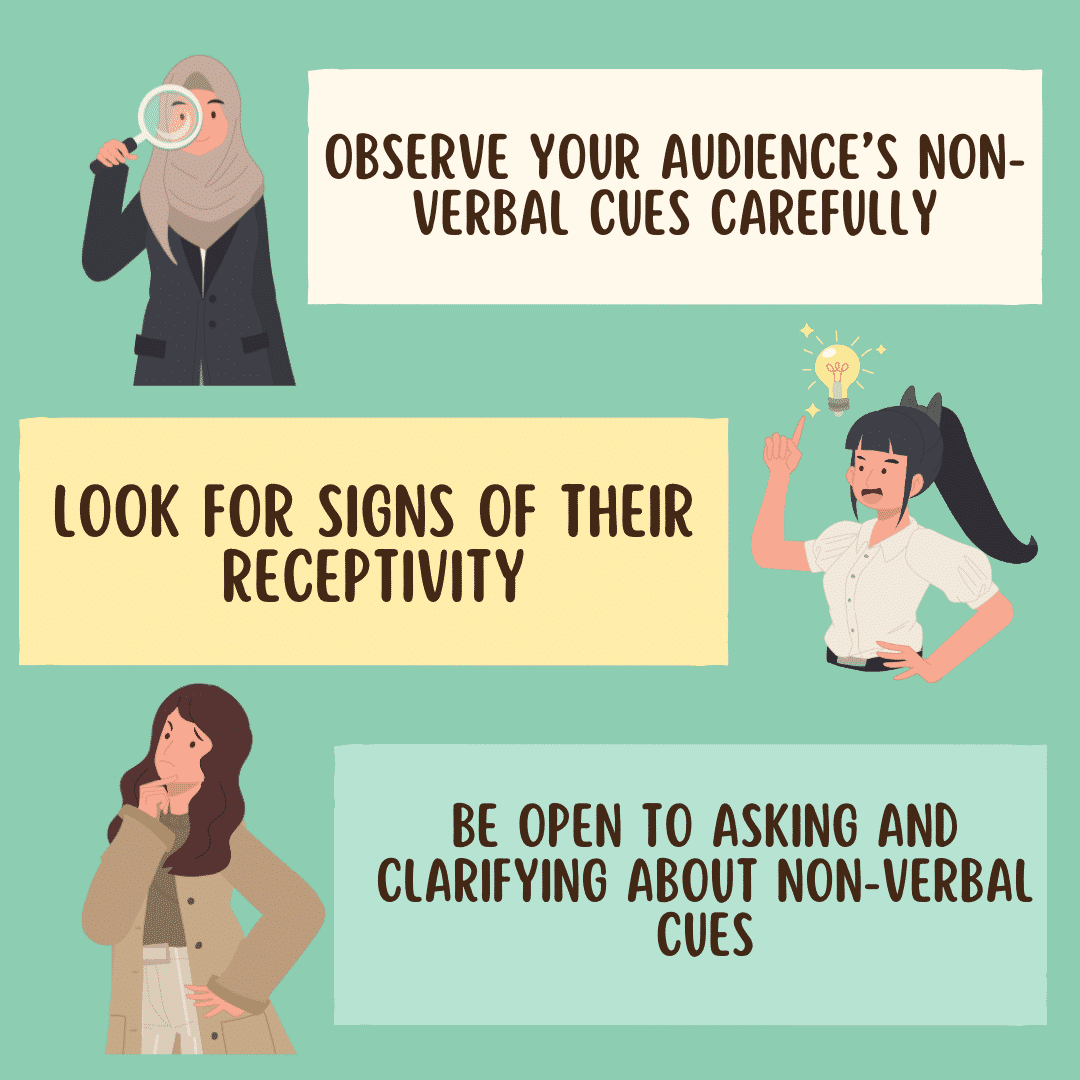 OBSERVE YOUR AUDIENCE’S NON-
VERBAL CUES CAREFULLY
LOOK FOR SIGNS OF THEIR
RECEPTIVITY
BE OPEN TO ASKING AND
CLARIFYING ABOUT NON-VERBAL
CUES